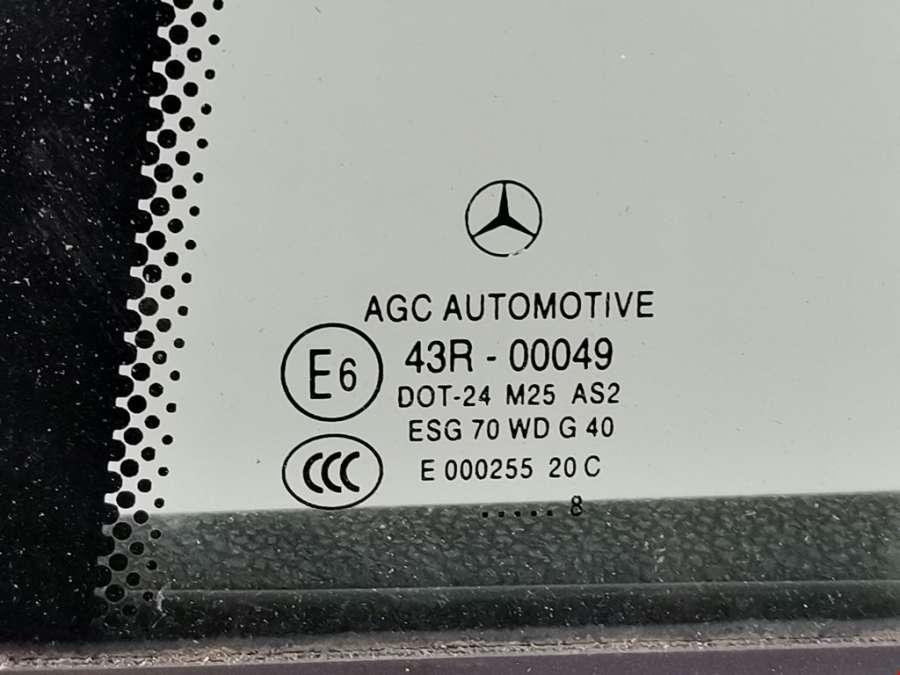 AGC AUTOMOTIVE
E6
43R - 00049
DOT-24 M25 AS2
ESG 70 WD G 40
CCC
E 000255 20 C
..... 8